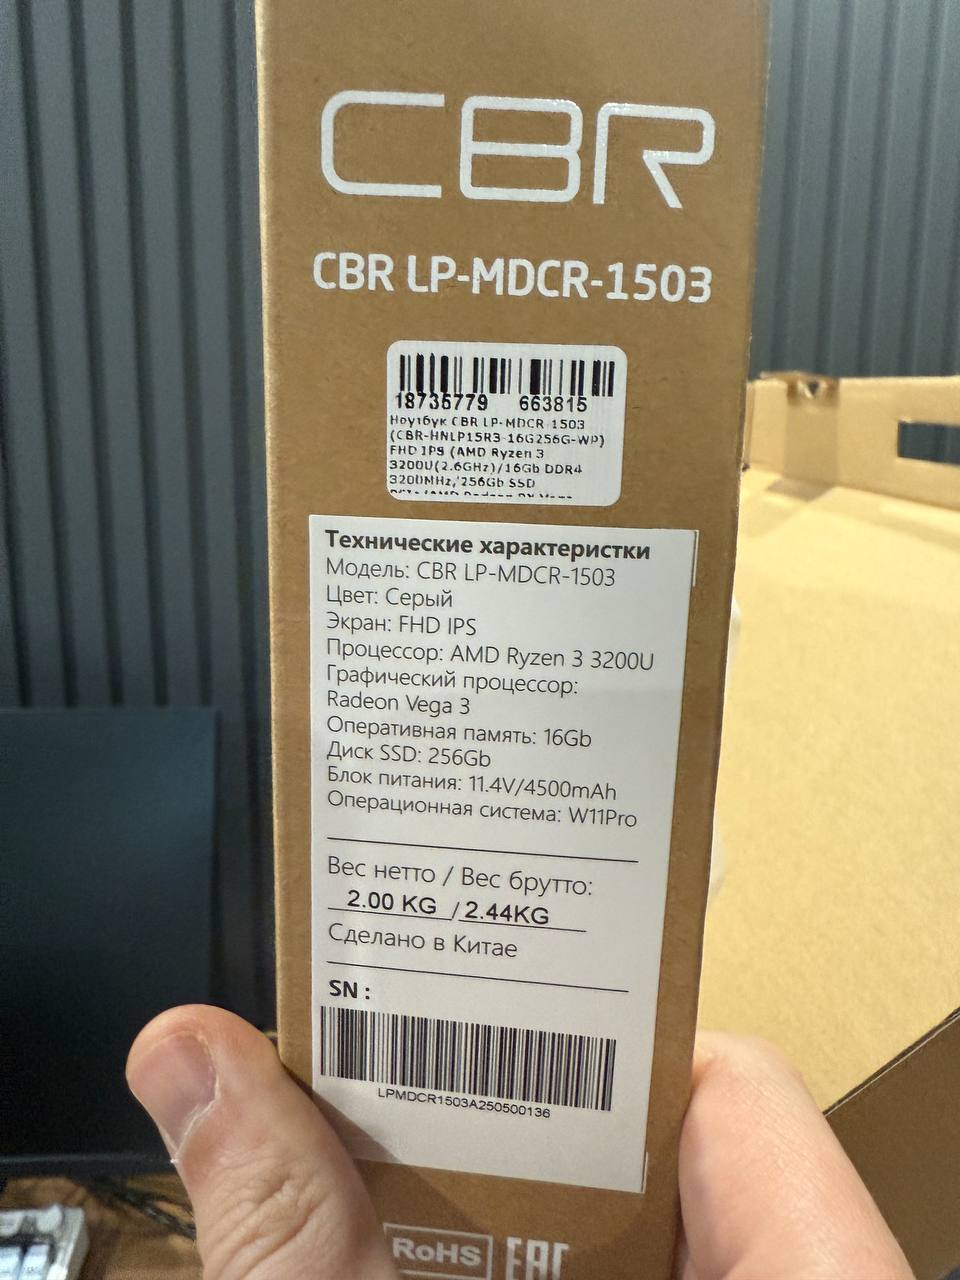 CBR
CBR LP-MDCR-1503
18735779 663815
Ноутбук CBR LP-MDCR-1503
(CBR-HNLP15R3-16G256G-WP)
FHD IPS (AMD Ryzen 3
3200U(2.6GHz)/16Gb DDR4
3200MHz,256Gb SSD
Технические характеристки
Модель: CBR LP-MDCR-1503
Цвет: Серый
Экран: FHD IPS
Процессор: AMD Ryzen 3 3200U
Графический процессор:
Radeon Vega 3
Оперативная память: 16Gb
Диск SSD: 256Gb
Блок питания: 11.4V/4500mAh
Операционная система: W11Pro
Вес нетто / Вес брутто:
2.00 KG / 2.44KG
Сделано в Китае
SN :
LPMDCR1503A250500136
RoHS EAC